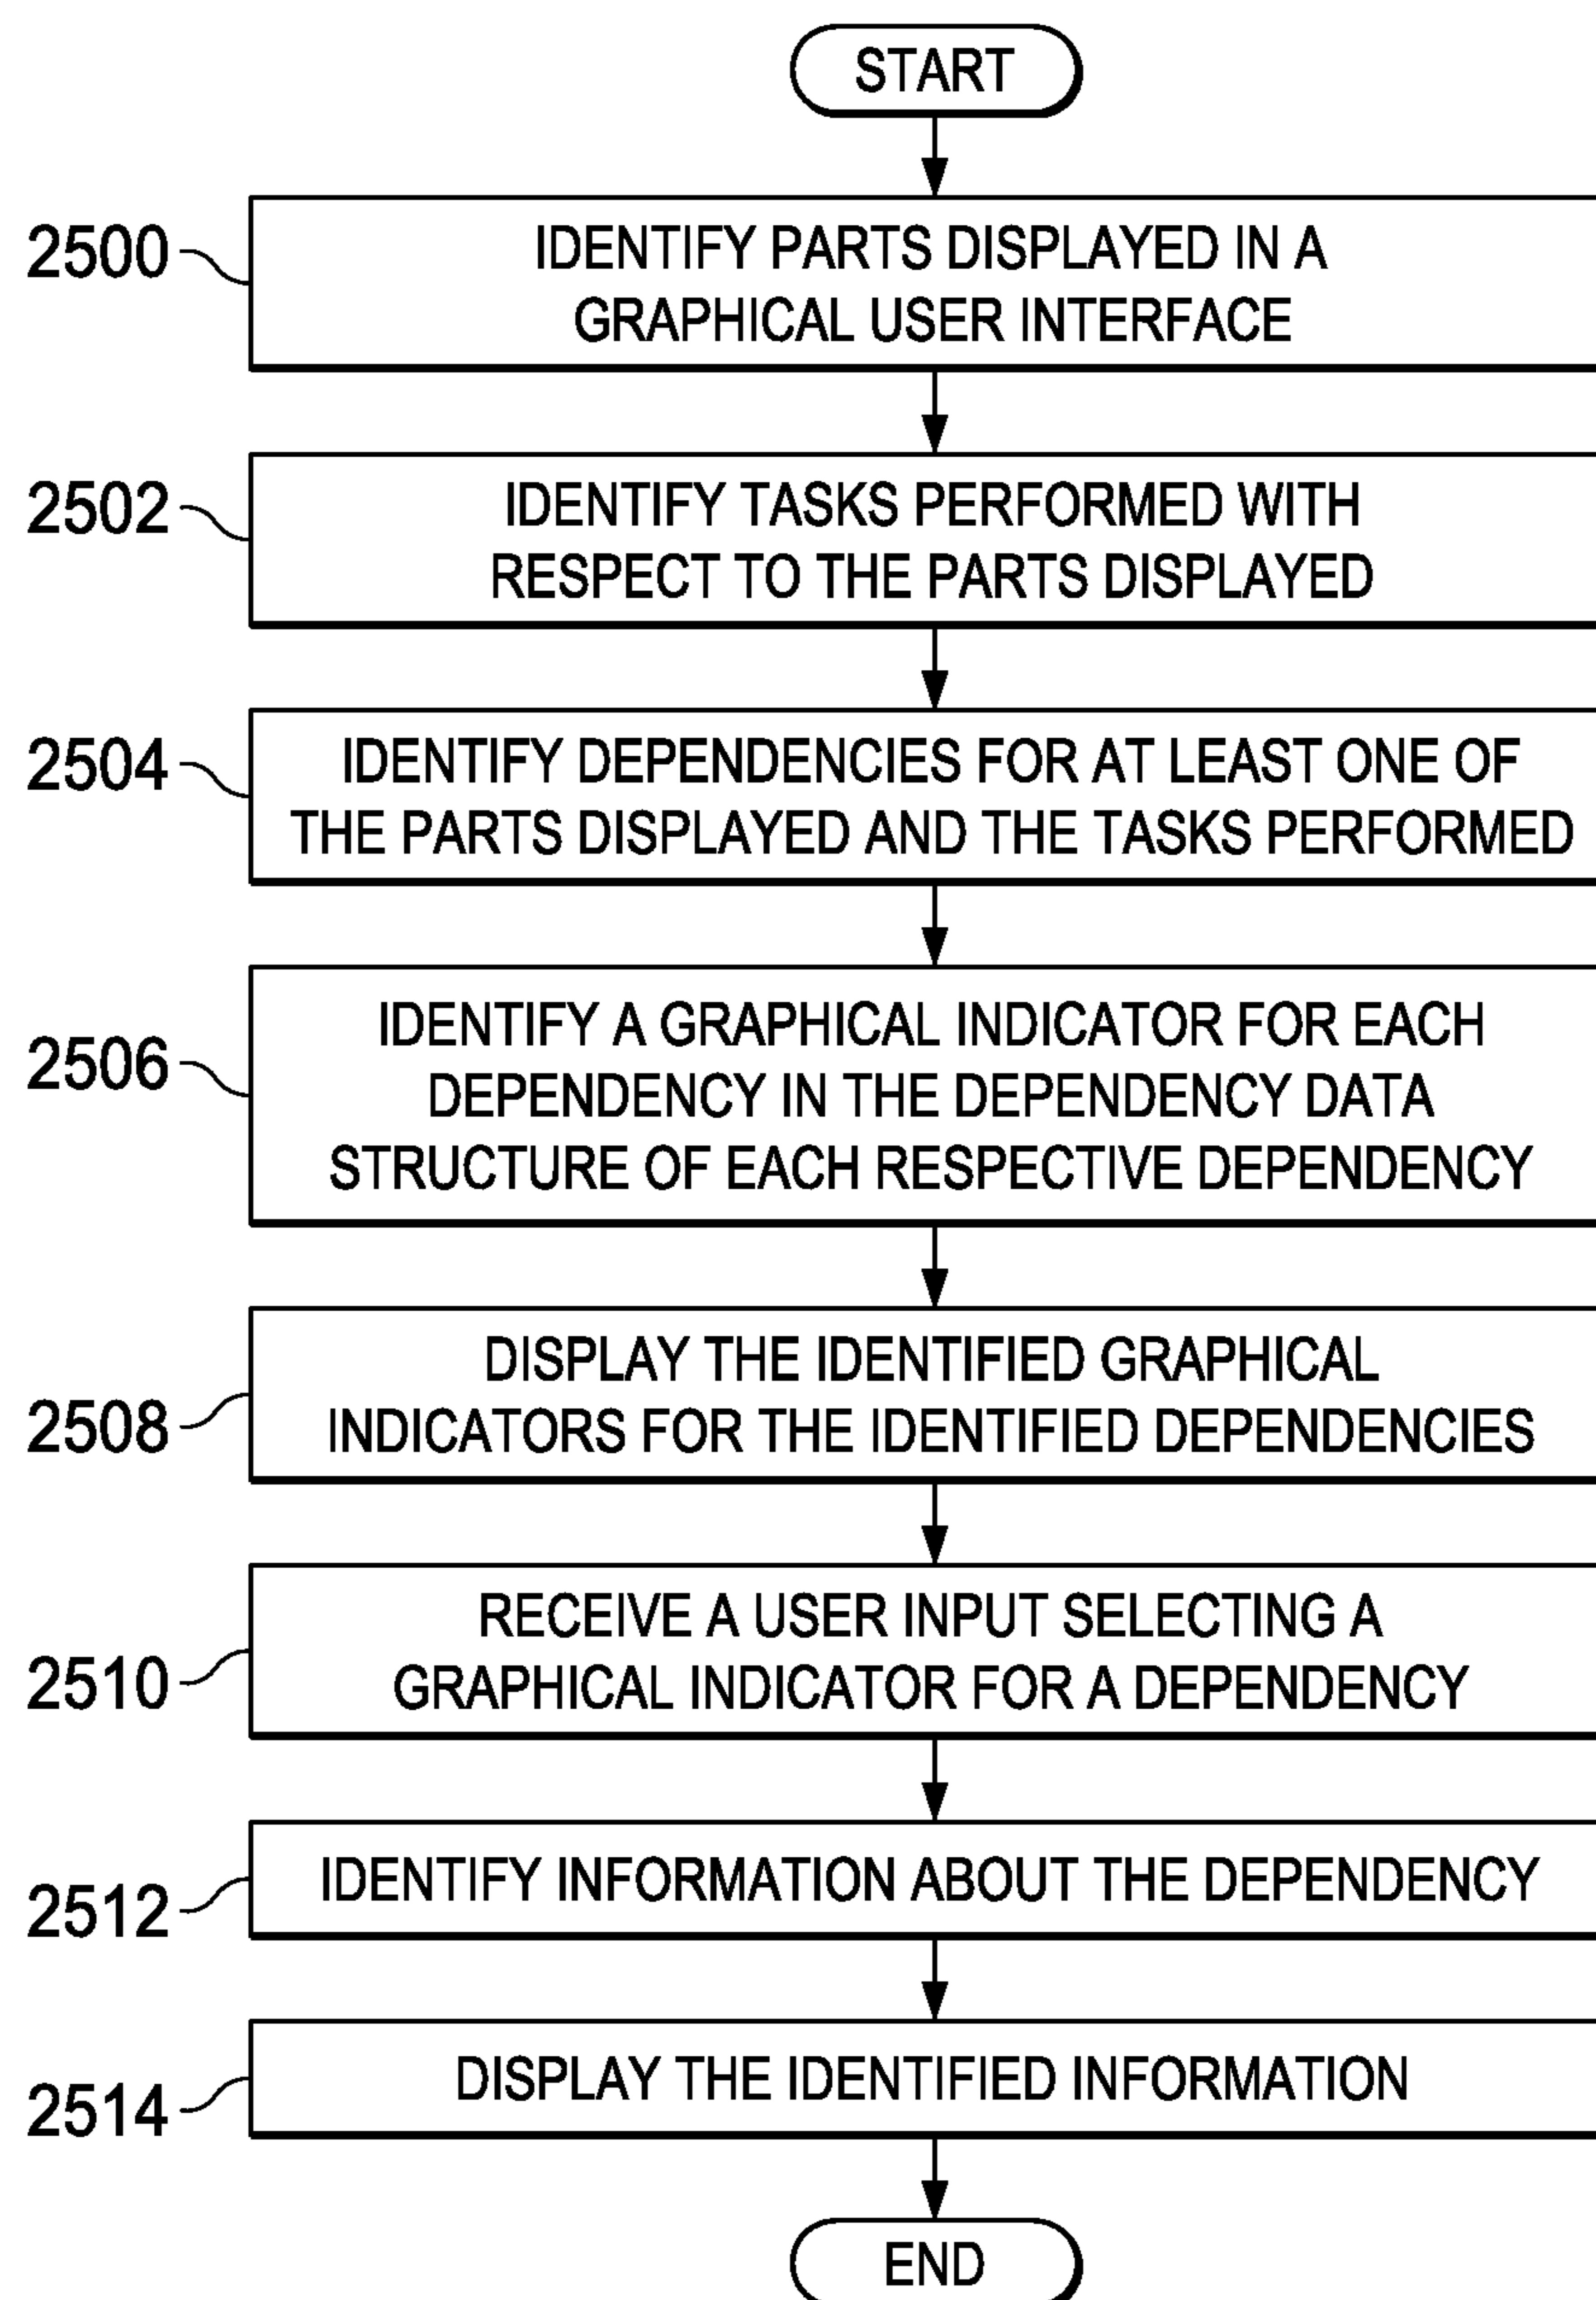 START
2500
IDENTIFY PARTS DISPLAYED IN A
GRAPHICAL USER INTERFACE
2502
IDENTIFY TASKS PERFORMED WITH
RESPECT TO THE PARTS DISPLAYED
2504
IDENTIFY DEPENDENCIES FOR AT LEAST ONE OF
THE PARTS DISPLAYED AND THE TASKS PERFORMED
2506
IDENTIFY A GRAPHICAL INDICATOR FOR EACH
DEPENDENCY IN THE DEPENDENCY DATA
STRUCTURE OF EACH RESPECTIVE DEPENDENCY
2508
DISPLAY THE IDENTIFIED GRAPHICAL
INDICATORS FOR THE IDENTIFIED DEPENDENCIES
2510
RECEIVE A USER INPUT SELECTING A
GRAPHICAL INDICATOR FOR A DEPENDENCY
2512
IDENTIFY INFORMATION ABOUT THE DEPENDENCY
2514
DISPLAY THE IDENTIFIED INFORMATION
END